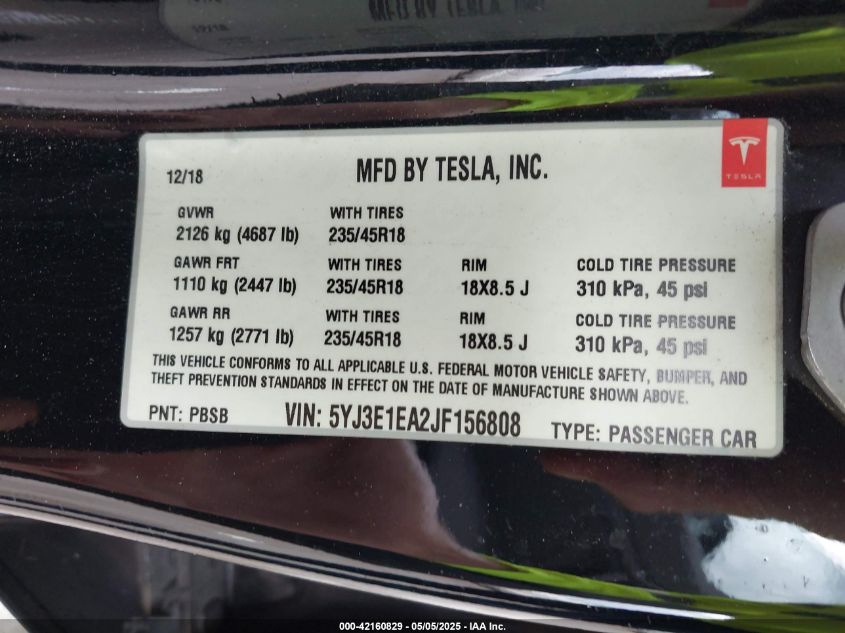 MFD BY TESLA, INC.
12/18
12/18 MFD BY TESLA, INC.
TESLA
GVWR WITH TIRES
2126 kg (4687 lb) 235/45R18
GAWR FRT WITH TIRES RIM COLD TIRE PRESSURE
1110 kg (2447 lb) 235/45R18 18X8.5 J 310 kPa, 45 psi
GAWR RR WITH TIRES RIM COLD TIRE PRESSURE
1257 kg (2771 lb) 235/45R18 18X8.5 J 310 kPa, 45 psi
THIS VEHICLE CONFORMS TO ALL APPLICABLE U.S. FEDERAL MOTOR VEHICLE SAFETY, BUMPER, AND
THEFT PREVENTION STANDARDS IN EFFECT ON THE DATE OF MANUFACTURE SHOWN ABOVE.
PNT: PBSB VIN: 5YJ3E1EA2JF156808 TYPE: PASSENGER CAR
000-42160829 - 05/05/2025 - IAA Inc.